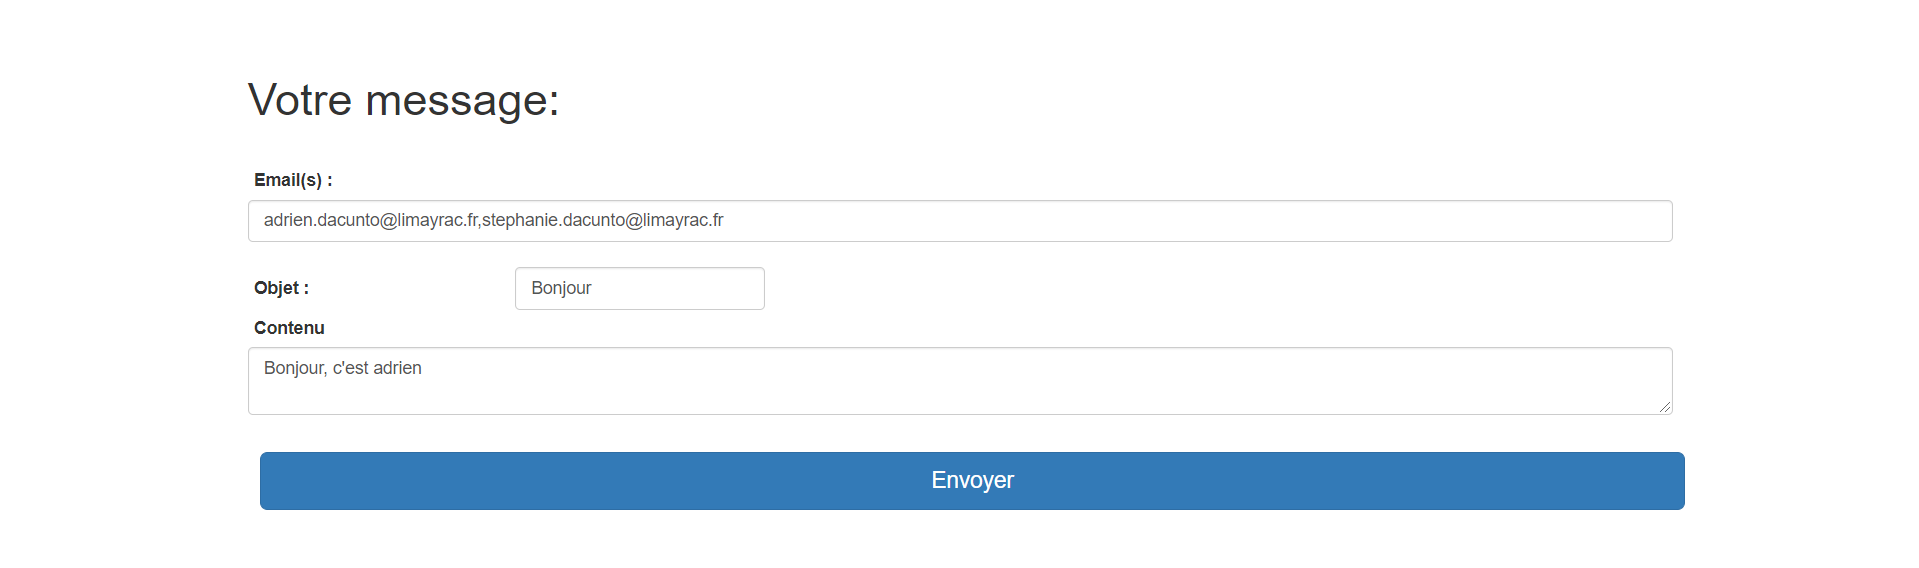 Votre message:
Email(s) :
adrien.dacunto@limayrac.fr,stephanie.dacunto@limayrac.fr
Objet :
Bonjour
Contenu
Bonjour, c'est adrien
Envoyer